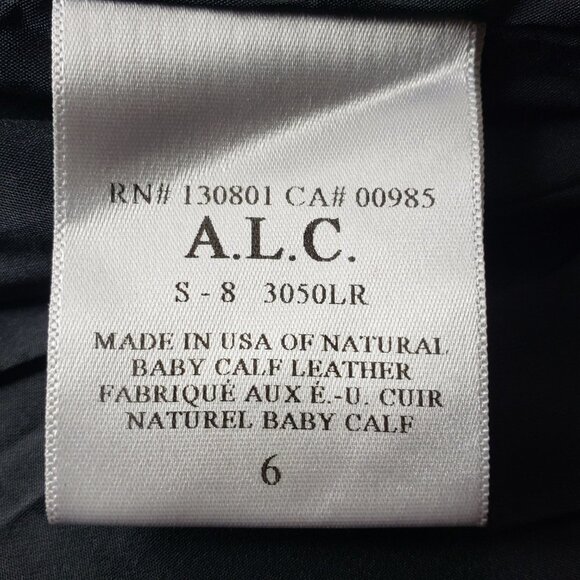 RN# 130801 CA# 00985
A.L.C.
S - 8 3050LR
MADE IN USA OF NATURAL
BABY CALF LEATHER
FABRIQUÉ AUX É.-U. CUIR
NATUREL BABY CALF
6